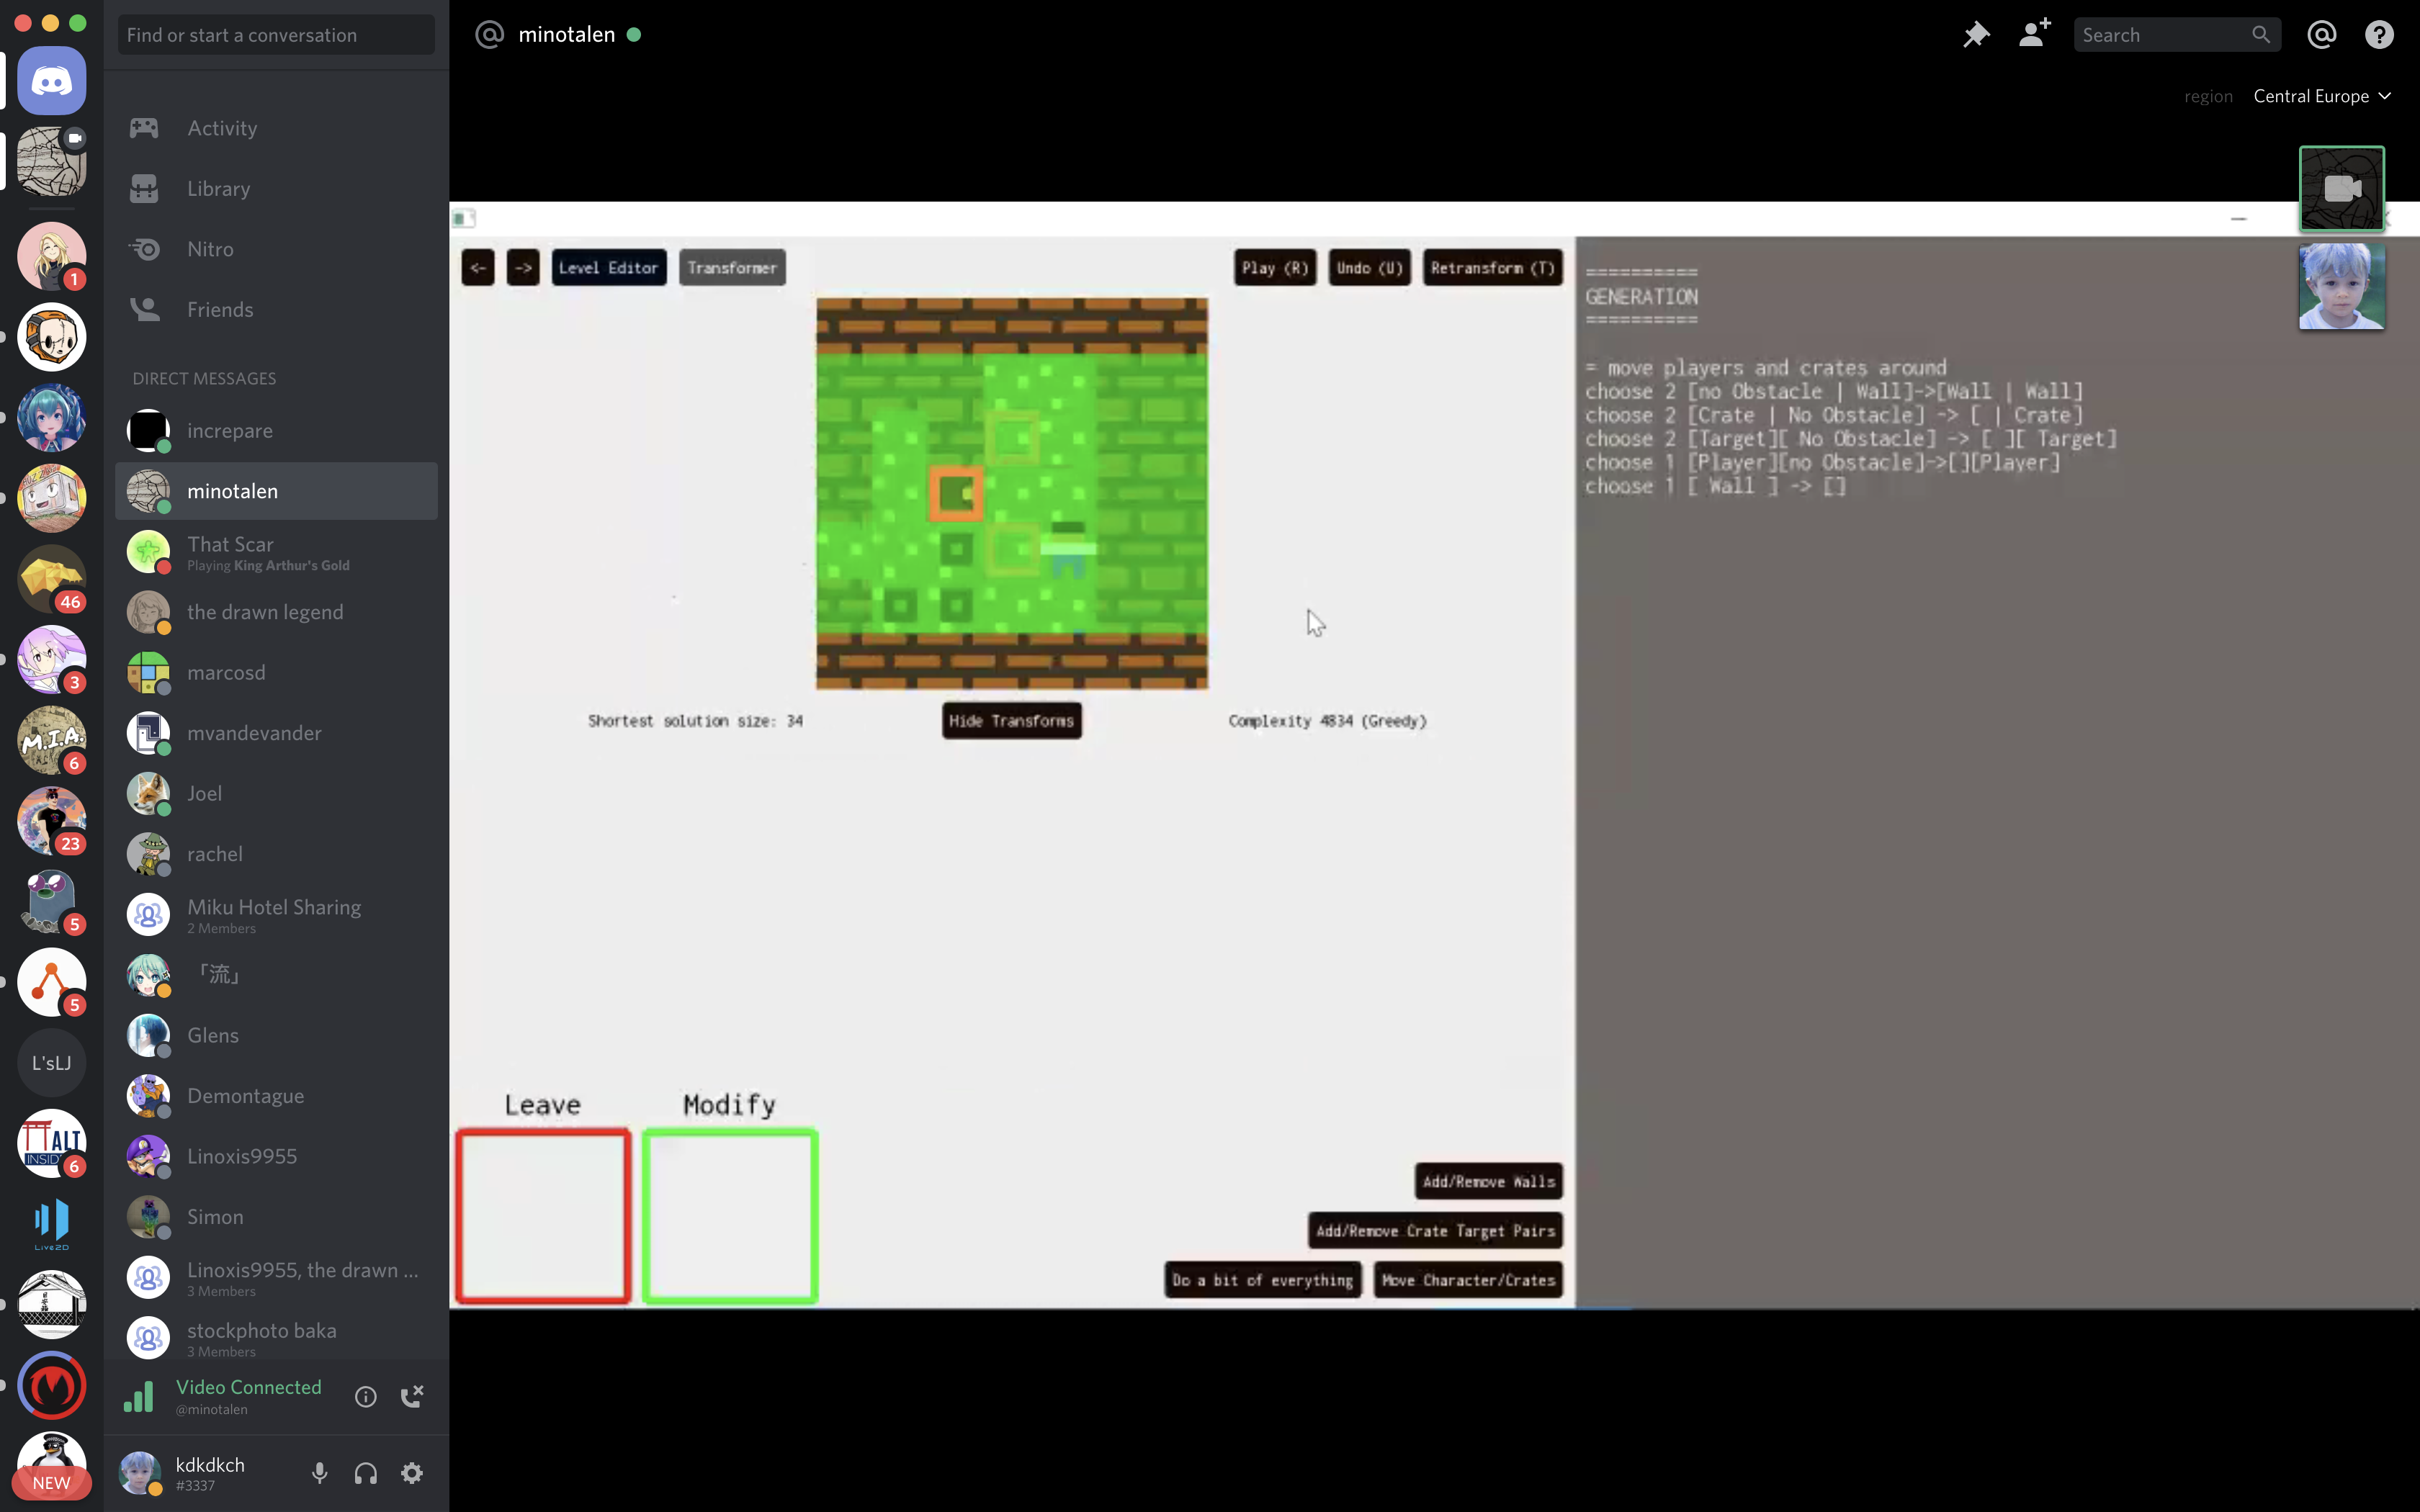 Find or start a conversation
Activity
Library
Nitro
Friends
DIRECT MESSAGES
increpare
minotalen
That Scar
Playing King Arthur's Gold
the drawn legend
marcosd
mvandevander
Joel
rachel
Miku Hotel Sharing
2 Members
「流」
Glens
Demontague
Linoxis9955
Simon
Linoxis9955, the drawn ...
3 Members
stockphoto baka
3 Members
Video Connected
@minotalen
kdkdkch
#3337
1
46
3
M.I.A.
6
23
5
5
L'sLJ
ALT
INSID
6
Live2D
NEW
minotalen
Search
region Central Europe
<- -> Level Editor Transformer
Play (R) Undo (U) Retransform (T)
Shortest solution size: 34
Hide Transforms
Complexity 4834 (Greedy)
Leave Modify
Add/Remove Walls
Add/Remove Crate Target Pairs
Do a bit of everything Move Character/Crates
==========
GENERATION
==========
= move players and crates around
choose 2 [no Obstacle | Wall]->[Wall | Wall]
choose 2 [Crate | No Obstacle] -> [ | Crate]
choose 2 [Target][ No Obstacle] -> [ ][ Target]
choose 1 [Player][no Obstacle]->[][Player]
choose 1 [ Wall ] -> []